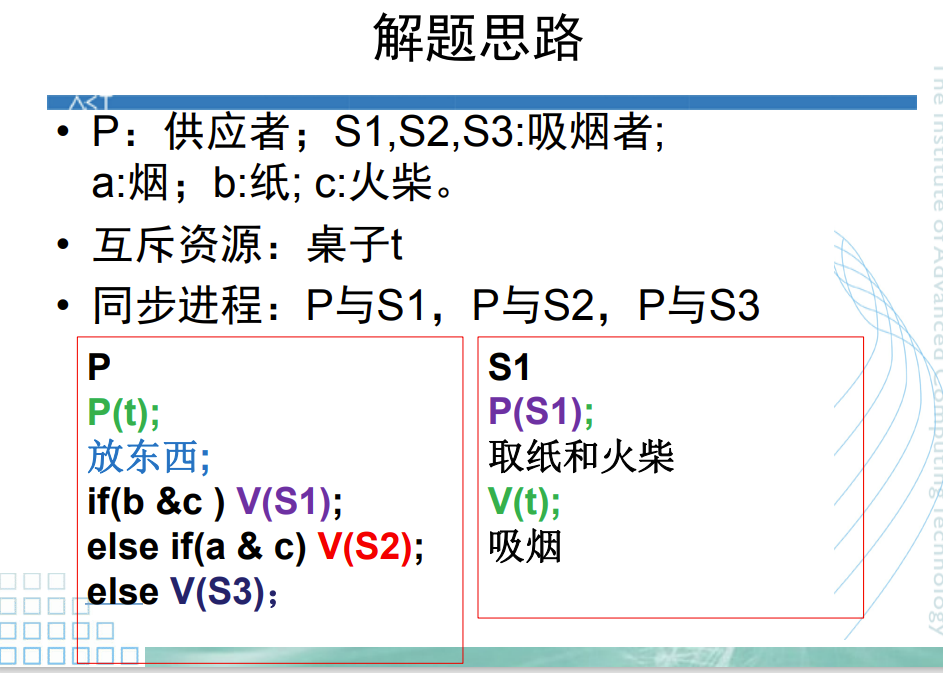 解题思路
• P：供应者；S1,S2,S3:吸烟者;
a:烟；b:纸; c:火柴。
• 互斥资源：桌子t
• 同步进程：P与S1，P与S2，P与S3
P
P(t);
放东西;
if(b &c ) V(S1);
else if(a & c) V(S2);
else V(S3)；
S1
P(S1);
取纸和火柴
V(t);
吸烟
The Institute of Advanced Computing Technology